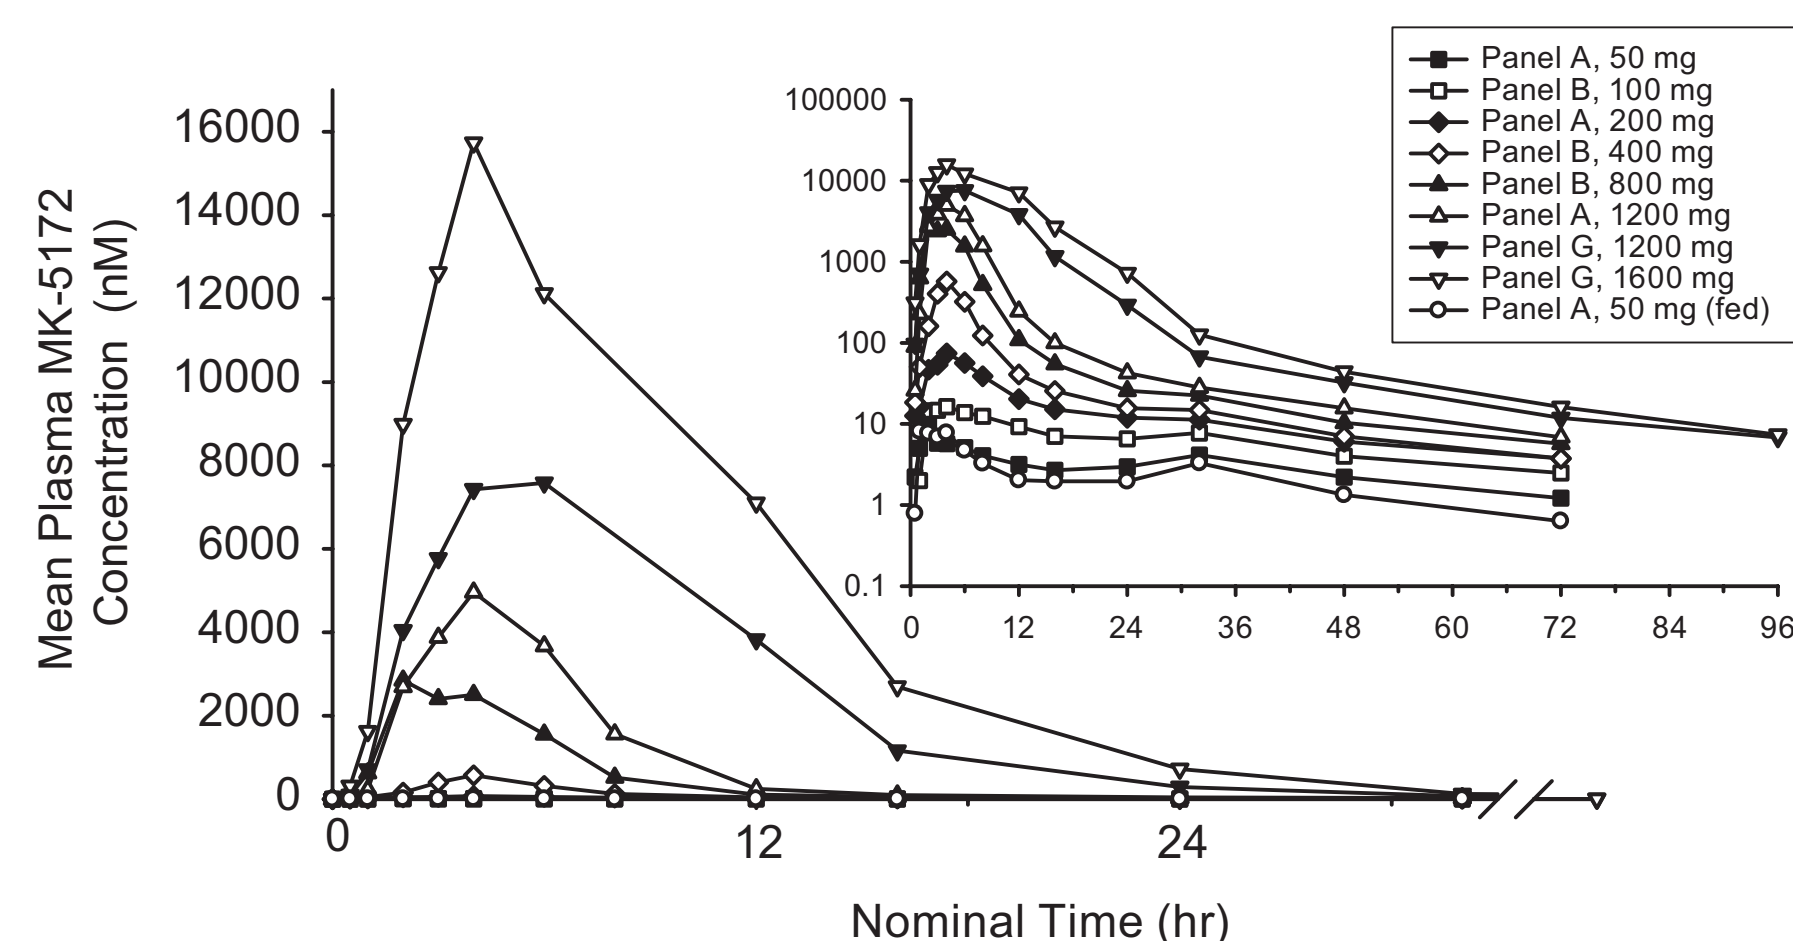 Mean Plasma MK-5172
Concentration (nM)
16000
14000
12000
10000
8000
6000
4000
2000
0
0
12
24
Nominal Time (hr)
100000
10000
1000
100
10
1
0.1
0
12
24
36
48
60
72
84
96
Panel A, 50 mg
Panel B, 100 mg
Panel A, 200 mg
Panel B, 400 mg
Panel B, 800 mg
Panel A, 1200 mg
Panel G, 1200 mg
Panel G, 1600 mg
Panel A, 50 mg (fed)